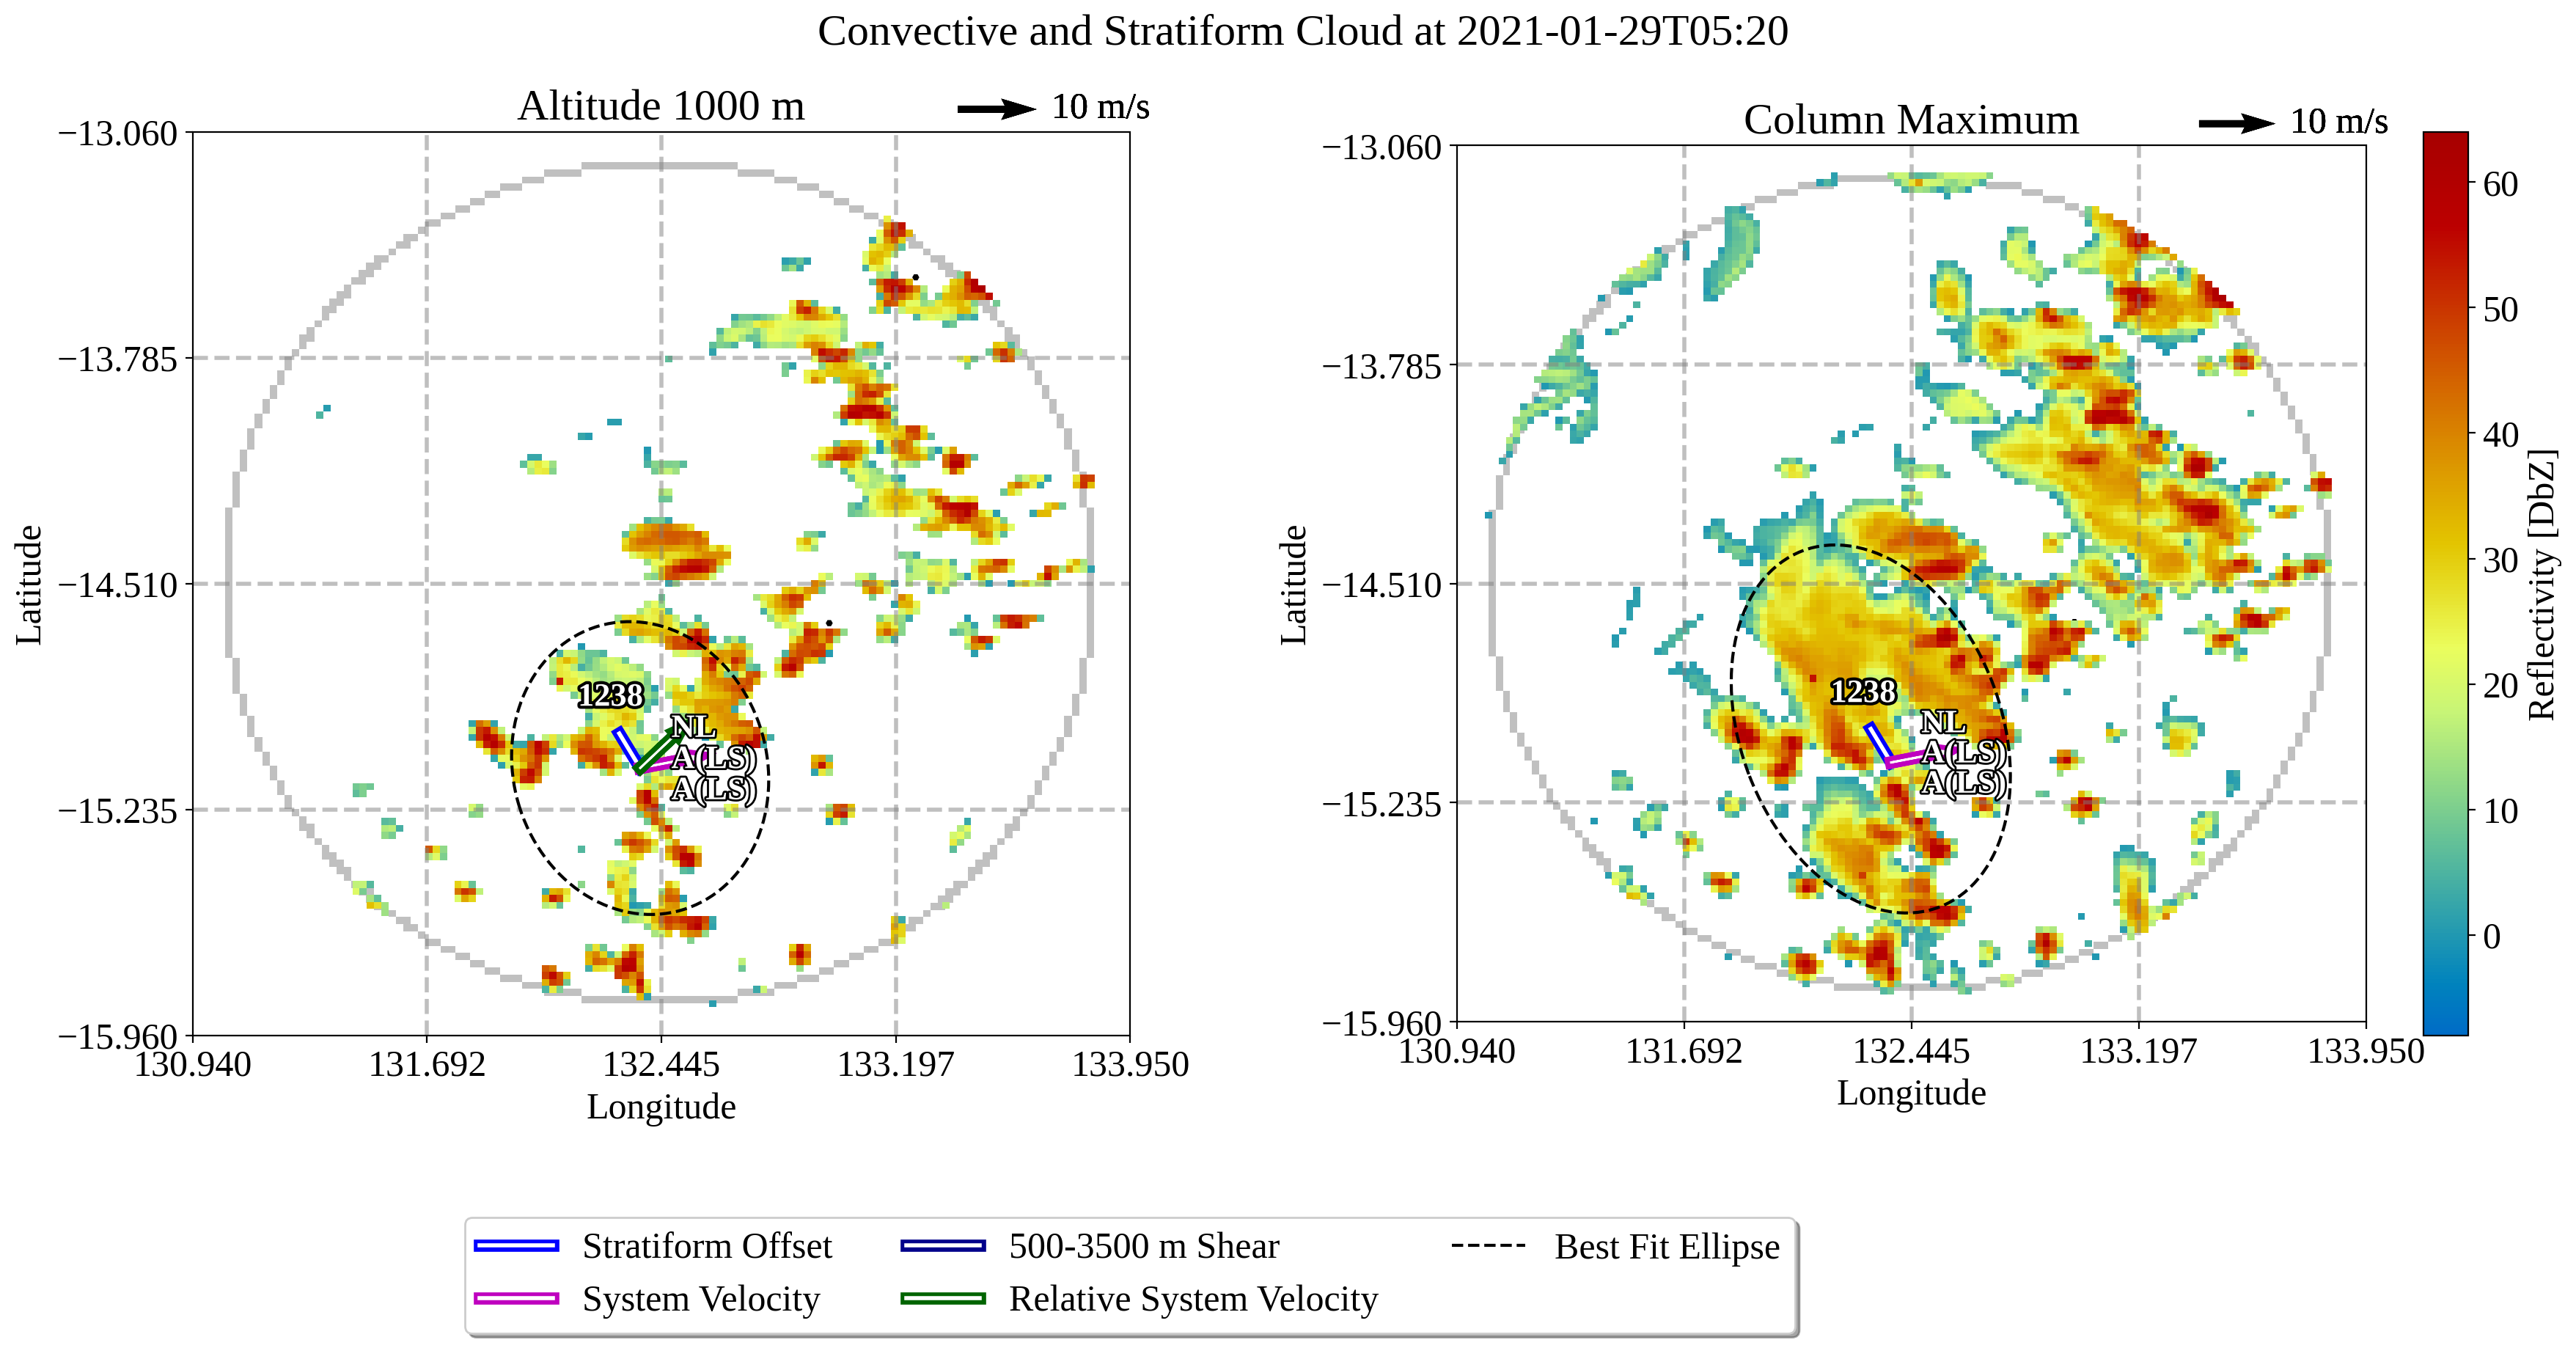 Convective and Stratiform Cloud at 2021-01-29T05:20
Altitude 1000 m
10 m/s
−13.060
−13.785
−14.510
−15.235
−15.960
130.940
131.692
132.445
133.197
133.950
Latitude
Longitude
1238
NL
A(LS)
A(LS)
Column Maximum
10 m/s
−13.060
−13.785
−14.510
−15.235
−15.960
130.940
131.692
132.445
133.197
133.950
Latitude
Longitude
1238
NL
A(LS)
A(LS)
60
50
40
30
20
10
0
Reflectivity [DbZ]
Stratiform Offset
System Velocity
500-3500 m Shear
Relative System Velocity
Best Fit Ellipse